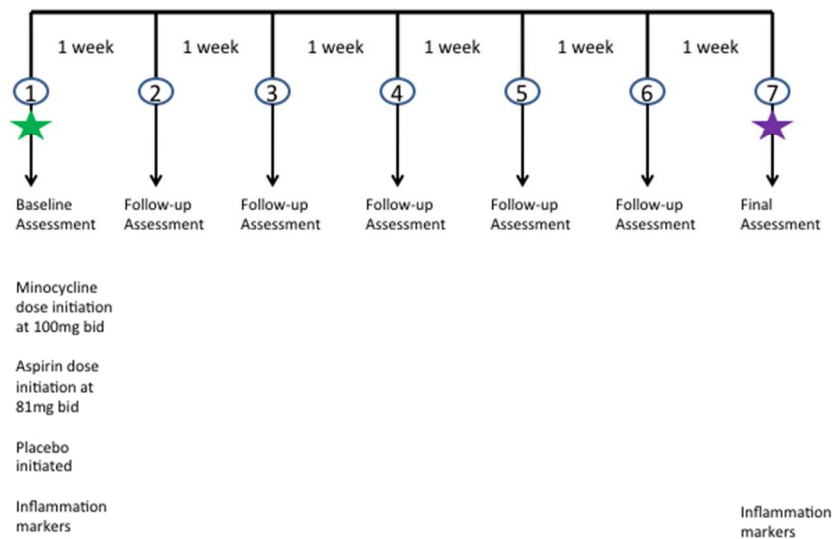 1 week 1 week 1 week 1 week 1 week 1 week
1 2 3 4 5 6 7
Baseline Follow-up Follow-up Follow-up Follow-up Follow-up Final
Assessment Assessment Assessment Assessment Assessment Assessment Assessment
Minocycline
dose initiation
at 100mg bid
Aspirin dose
initiation at
81mg bid
Placebo
initiated
Inflammation Inflammation
markers markers